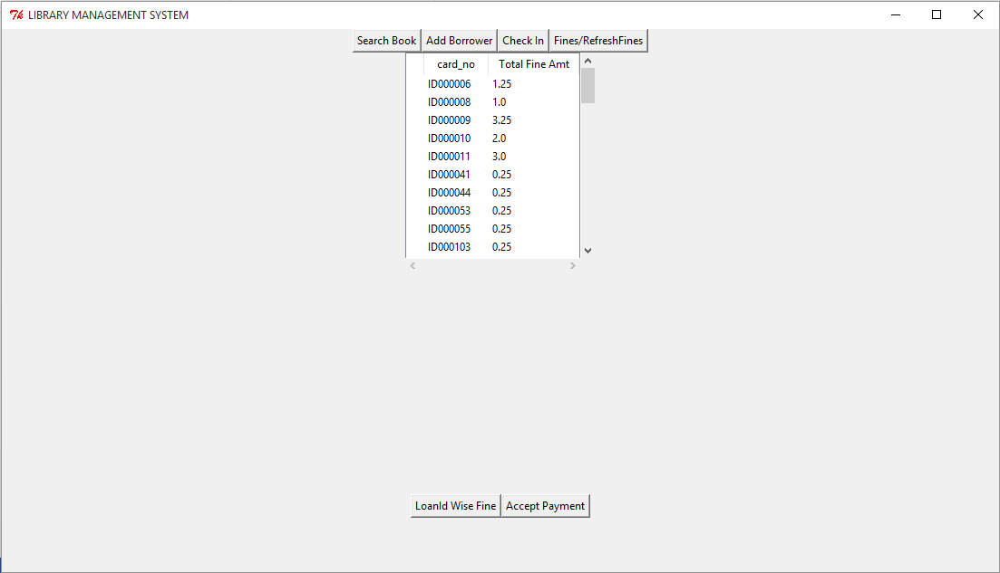 LIBRARY MANAGEMENT SYSTEM
Search Book Add Borrower Check In Fines/RefreshFines
card_no Total Fine Amt
ID000006 1.25
ID000008 1.0
ID000009 3.25
ID000010 2.0
ID000011 3.0
ID000041 0.25
ID000044 0.25
ID000053 0.25
ID000055 0.25
ID000103 0.25
LoanId Wise Fine Accept Payment